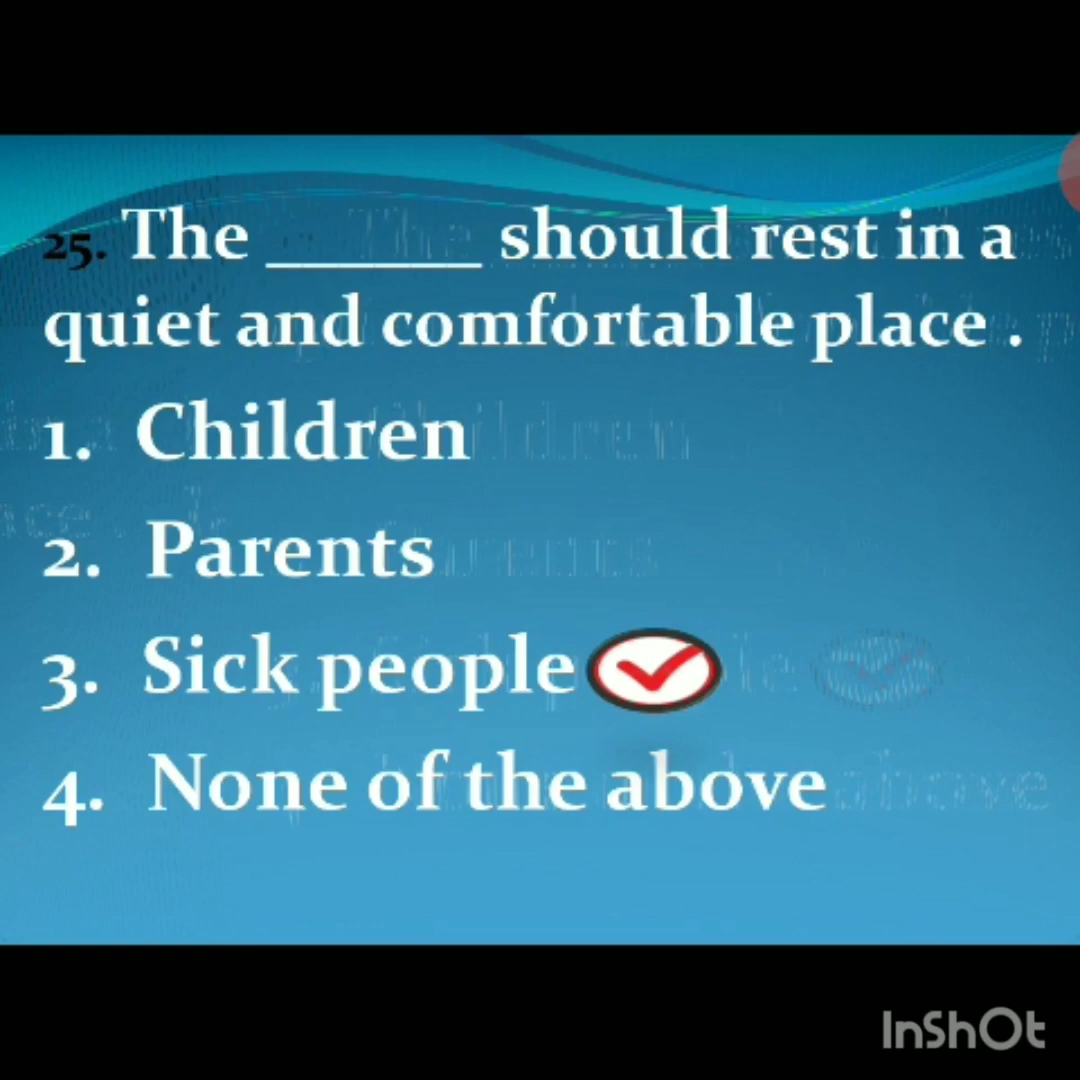 25. The ______ should rest in a
quiet and comfortable place .
1. Children
2. Parents
3. Sick people
4. None of the above
InShOt